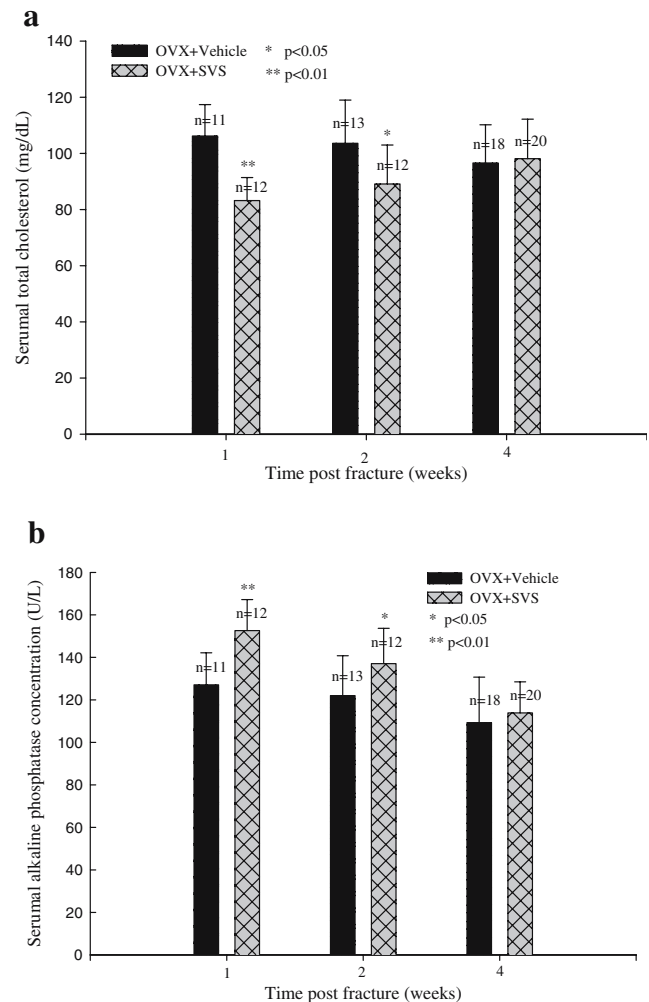 a
140
120
100
80
60
40
20
0
Serumal total cholesterol (mg/dL)
OVX+Vehicle * p<0.05
OVX+SVS ** p<0.01
n=11
**
n=12
n=13
*
n=12
n=18
n=20
1 2 4
Time post fracture (weeks)
b
180
160
140
120
100
80
60
40
20
0
Serumal alkaline phosphatase concentration (U/L)
OVX+Vehicle
OVX+SVS
* p<0.05
** p<0.01
n=11
**
n=12
n=13
*
n=12
n=18
n=20
1 2 4
Time post fracture (weeks)